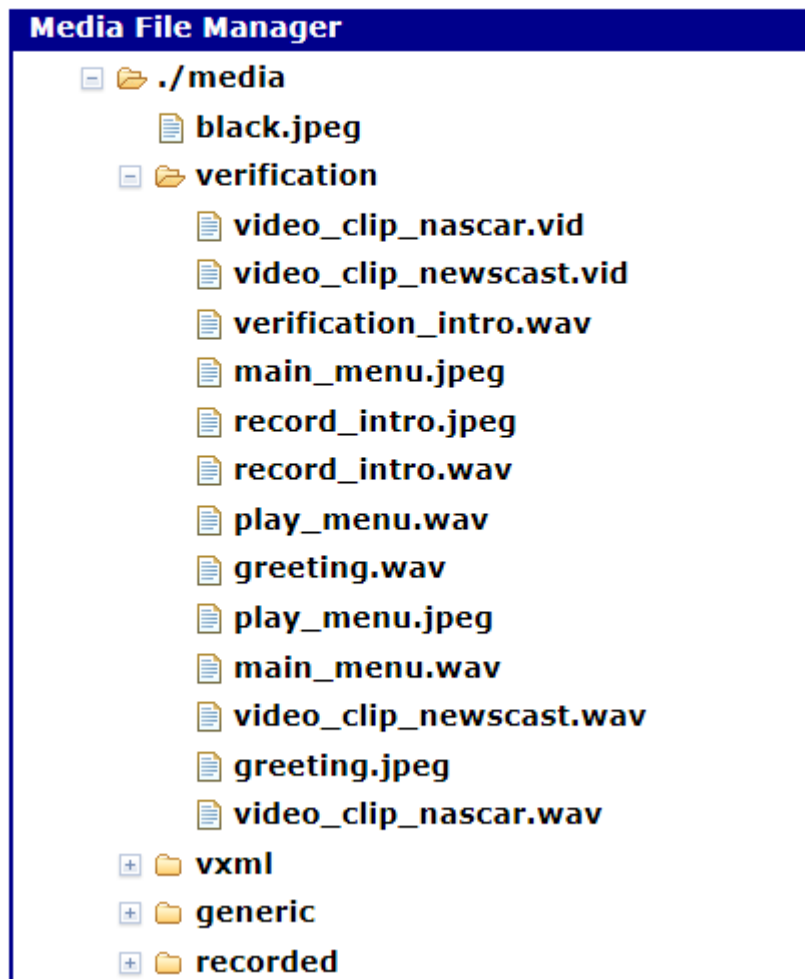 Media File Manager
./media
black.jpeg
verification
video_clip_nascar.vid
video_clip_newscast.vid
verification_intro.wav
main_menu.jpeg
record_intro.jpeg
record_intro.wav
play_menu.wav
greeting.wav
play_menu.jpeg
main_menu.wav
video_clip_newscast.wav
greeting.jpeg
video_clip_nascar.wav
vxml
generic
recorded